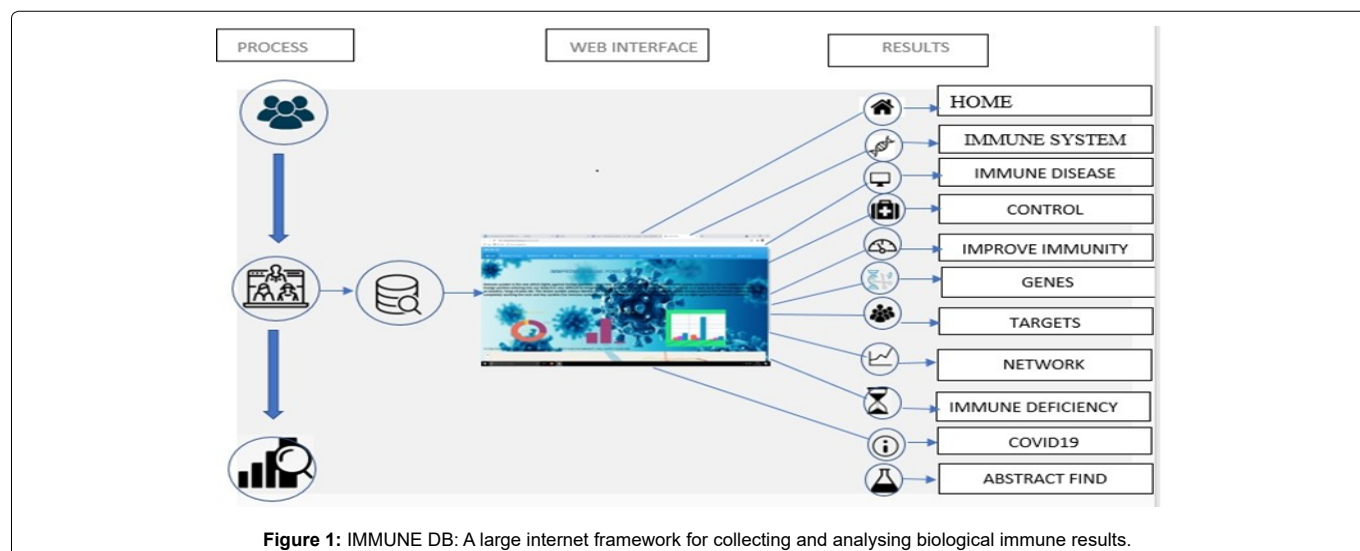 PROCESS
WEB INTERFACE
RESULTS
HOME
IMMUNE SYSTEM
IMMUNE DISEASE
CONTROL
IMPROVE IMMUNITY
GENES
TARGETS
NETWORK
IMMUNE DEFICIENCY
COVID19
ABSTRACT FIND
Figure 1: IMMUNE DB: A large internet framework for collecting and analysing biological immune results.